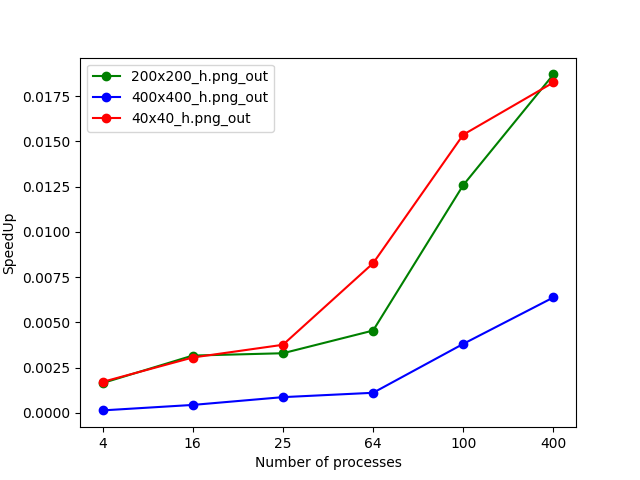 200x200_h.png_out
400x400_h.png_out
40x40_h.png_out
0.0175
0.0150
0.0125
0.0100
0.0075
0.0050
0.0025
0.0000
SpeedUp
4 16 25 64 100 400
Number of processes